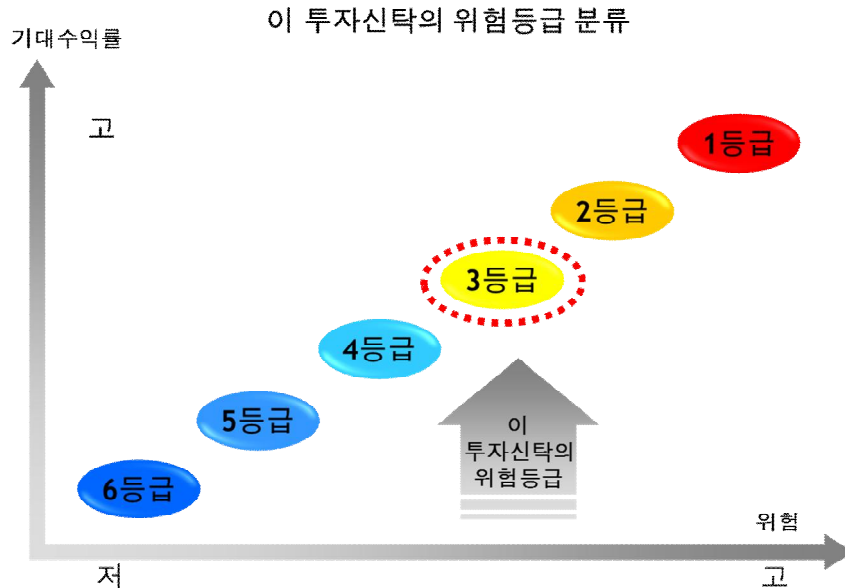 이 투자신탁의 위험등급 분류
기대수익률
고
1등급
2등급
3등급
4등급
5등급
6등급
이
투자신탁의
위험등급
위험
저
고